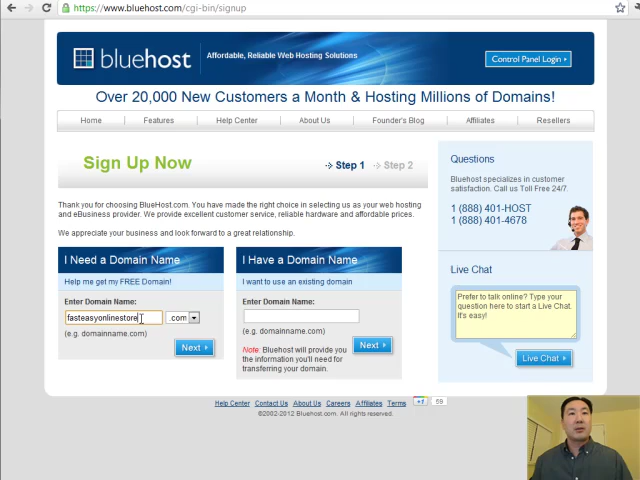 https://www.bluehost.com/cgi-bin/signup
bluehost
Affordable, Reliable Web Hosting Solutions
Control Panel Login
Over 20,000 New Customers a Month & Hosting Millions of Domains!
Home Features Help Center About Us Founder's Blog Affiliates Resellers
Sign Up Now
Step 1 Step 2
Thank you for choosing BlueHost.com. You have made the right choice in selecting us as your web hosting
and eBusiness provider. We provide excellent customer service, reliable hardware and affordable prices.
We appreciate your business and look forward to a great relationship.
I Need a Domain Name
Help me get my FREE Domain!
Enter Domain Name:
fasteasyonlinestore .com
(e.g. domainname.com)
Next
I Have a Domain Name
I want to use an existing domain
Enter Domain Name:
(e.g. domainname.com)
Note: Bluehost will provide you
the information you'll need for
transferring your domain.
Next
Questions
Bluehost specializes in customer
satisfaction. Call us Toll Free 24/7.
1 (888) 401-HOST
1 (888) 401-4678
Live Chat
Prefer to talk online? Type your
question here to start a Live Chat.
It's easy!
Live Chat
Help Center Contact Us About Us Careers Affiliates Terms +1 59
©2002-2012 Bluehost.com. All rights reserved.